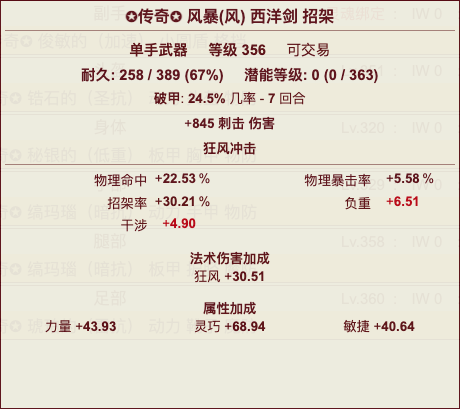 ✪传奇✪ 风暴(风) 西洋剑 招架
单手武器 等级 356 可交易
耐久: 258 / 389 (67%) 潜能等级: 0 (0 / 363)
破甲: 24.5% 几率 - 7 回合
+845 刺击 伤害
狂风冲击
物理命中 +22.53 % 物理暴击率 +5.58 %
招架率 +30.21 % 负重 +6.51
干涉 +4.90
法术伤害加成
狂风 +30.51
属性加成
力量 +43.93 灵巧 +68.94 敏捷 +40.64